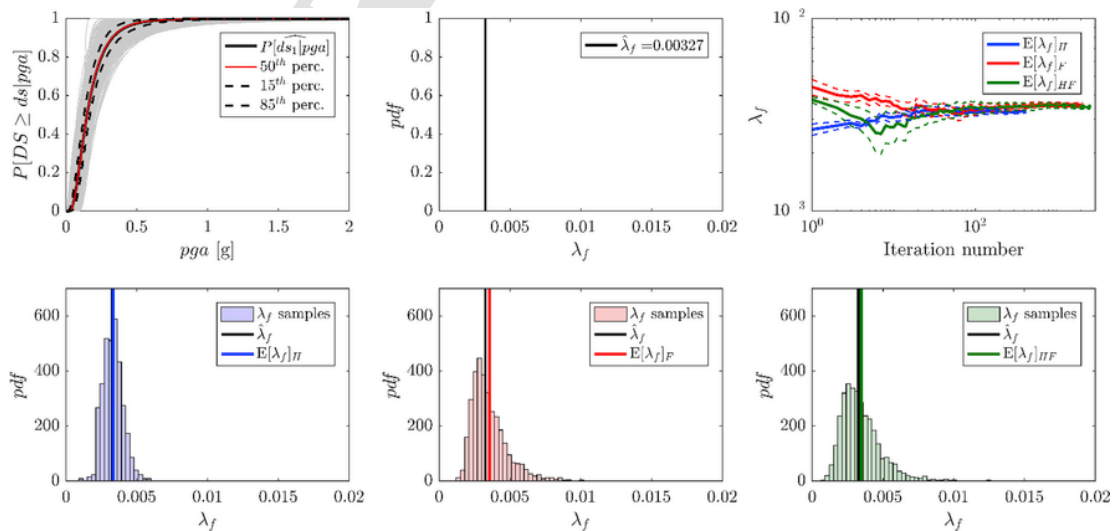 P[DS ≥ ds|pga]
1
0.8
0.6
0.4
0.2
0
0 0.5 1 1.5 2
pga [g]
P[ds₁|pga]
50th perc.
15th perc.
85th perc.
pdf
1
0.8
0.6
0.4
0.2
0
0 0.005 0.01 0.015 0.02
λf
λ̂f =0.00327
λf
10⁻²
10⁻³
10⁰ 10²
Iteration number
E[λf]H
E[λf]F
E[λf]HF
pdf
600
400
200
0
0 0.005 0.01 0.015 0.02
λf
λf samples
λ̂f
E[λf]H
pdf
600
400
200
0
0 0.005 0.01 0.015 0.02
λf
λf samples
λ̂f
E[λf]F
pdf
600
400
200
0
0 0.005 0.01 0.015 0.02
λf
λf samples
λ̂f
E[λf]HF